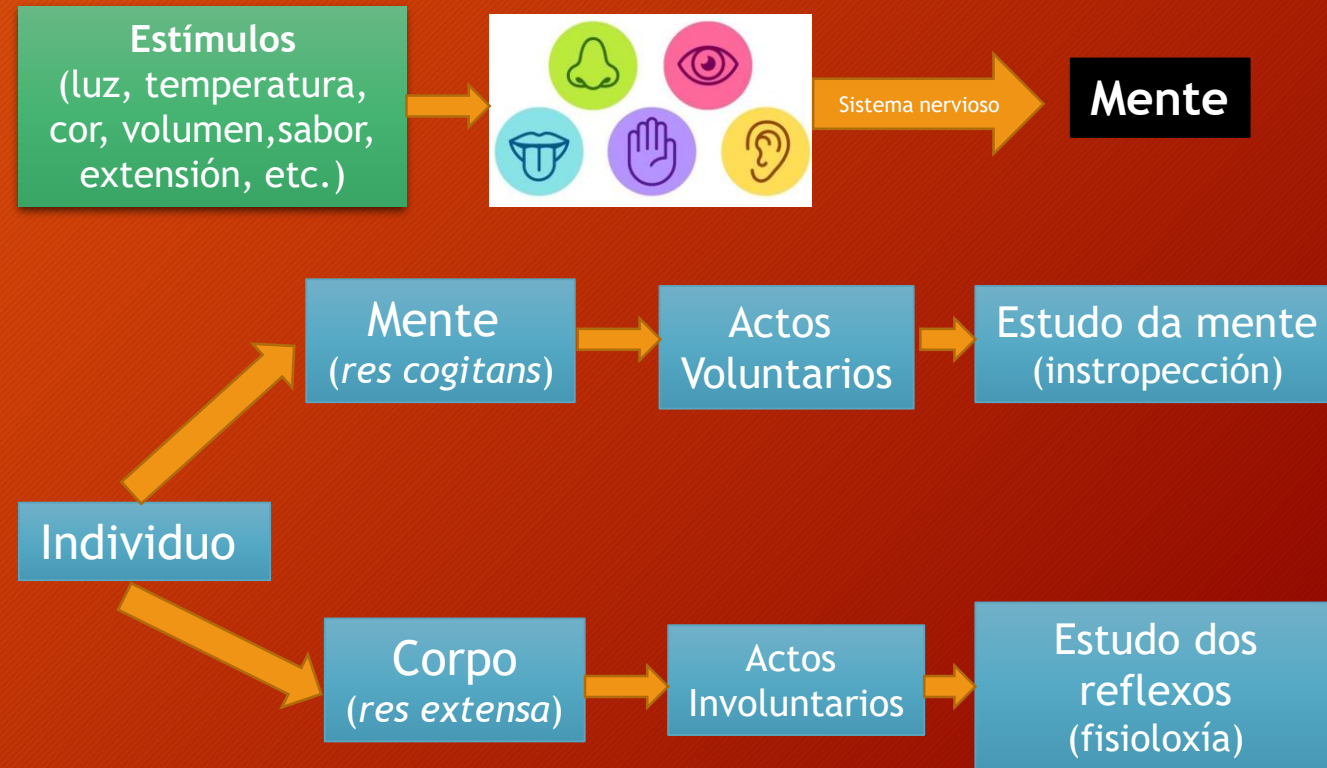 Estímulos
(luz, temperatura,
cor, volumen,sabor,
extensión, etc.)
Sistema nervioso
Mente
Mente
(res cogitans)
Actos
Voluntarios
Estudo da mente
(instropección)
Individuo
Corpo
(res extensa)
Actos
Involuntarios
Estudo dos
reflexos
(fisioloxía)